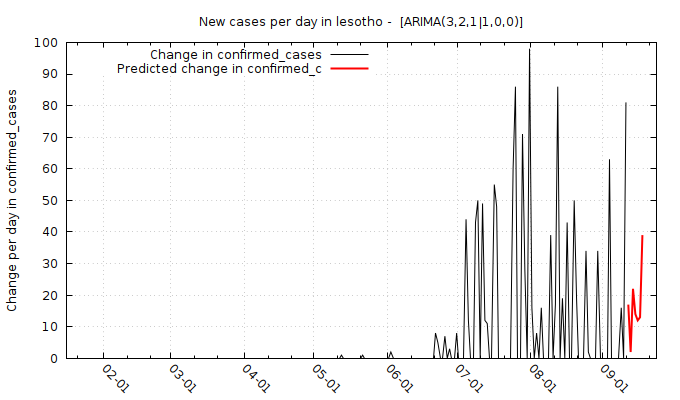 New cases per day in lesotho -  [ARIMA(3,2,1|1,0,0)]
Change in confirmed_cases
Predicted change in confirmed_c
Change per day in confirmed_cases
100
90
80
70
60
50
40
30
20
10
0
02-01 03-01 04-01 05-01 06-01 07-01 08-01 09-01